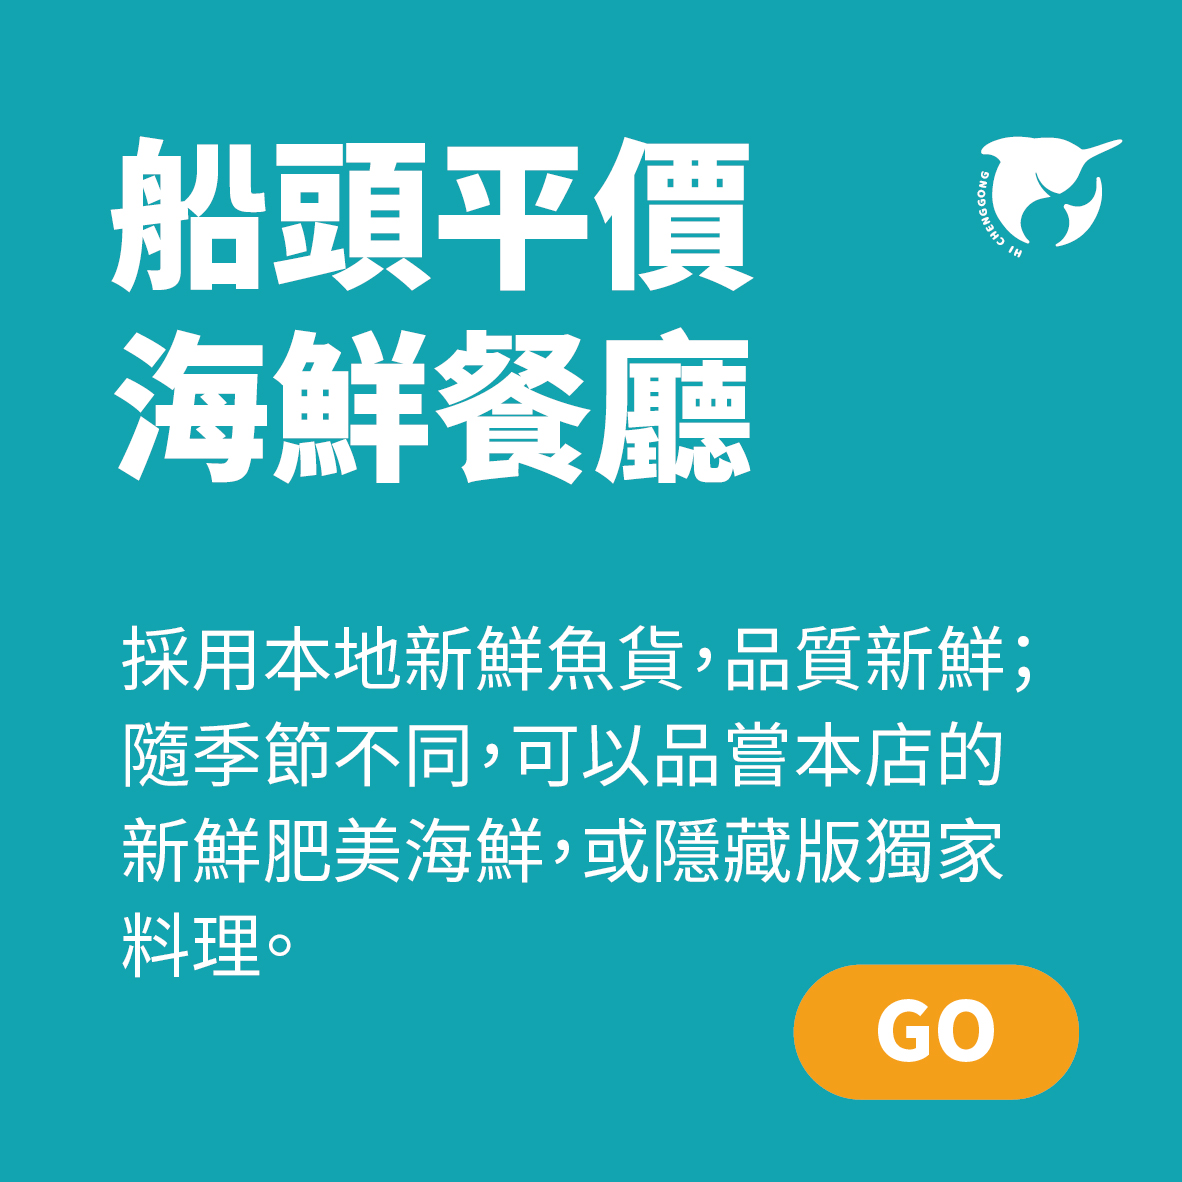 船頭平價
海鮮餐廳
HI CHENGGONG
採用本地新鮮魚貨，品質新鮮；
隨季節不同，可以品嘗本店的
新鮮肥美海鮮，或隱藏版獨家
料理。
GO